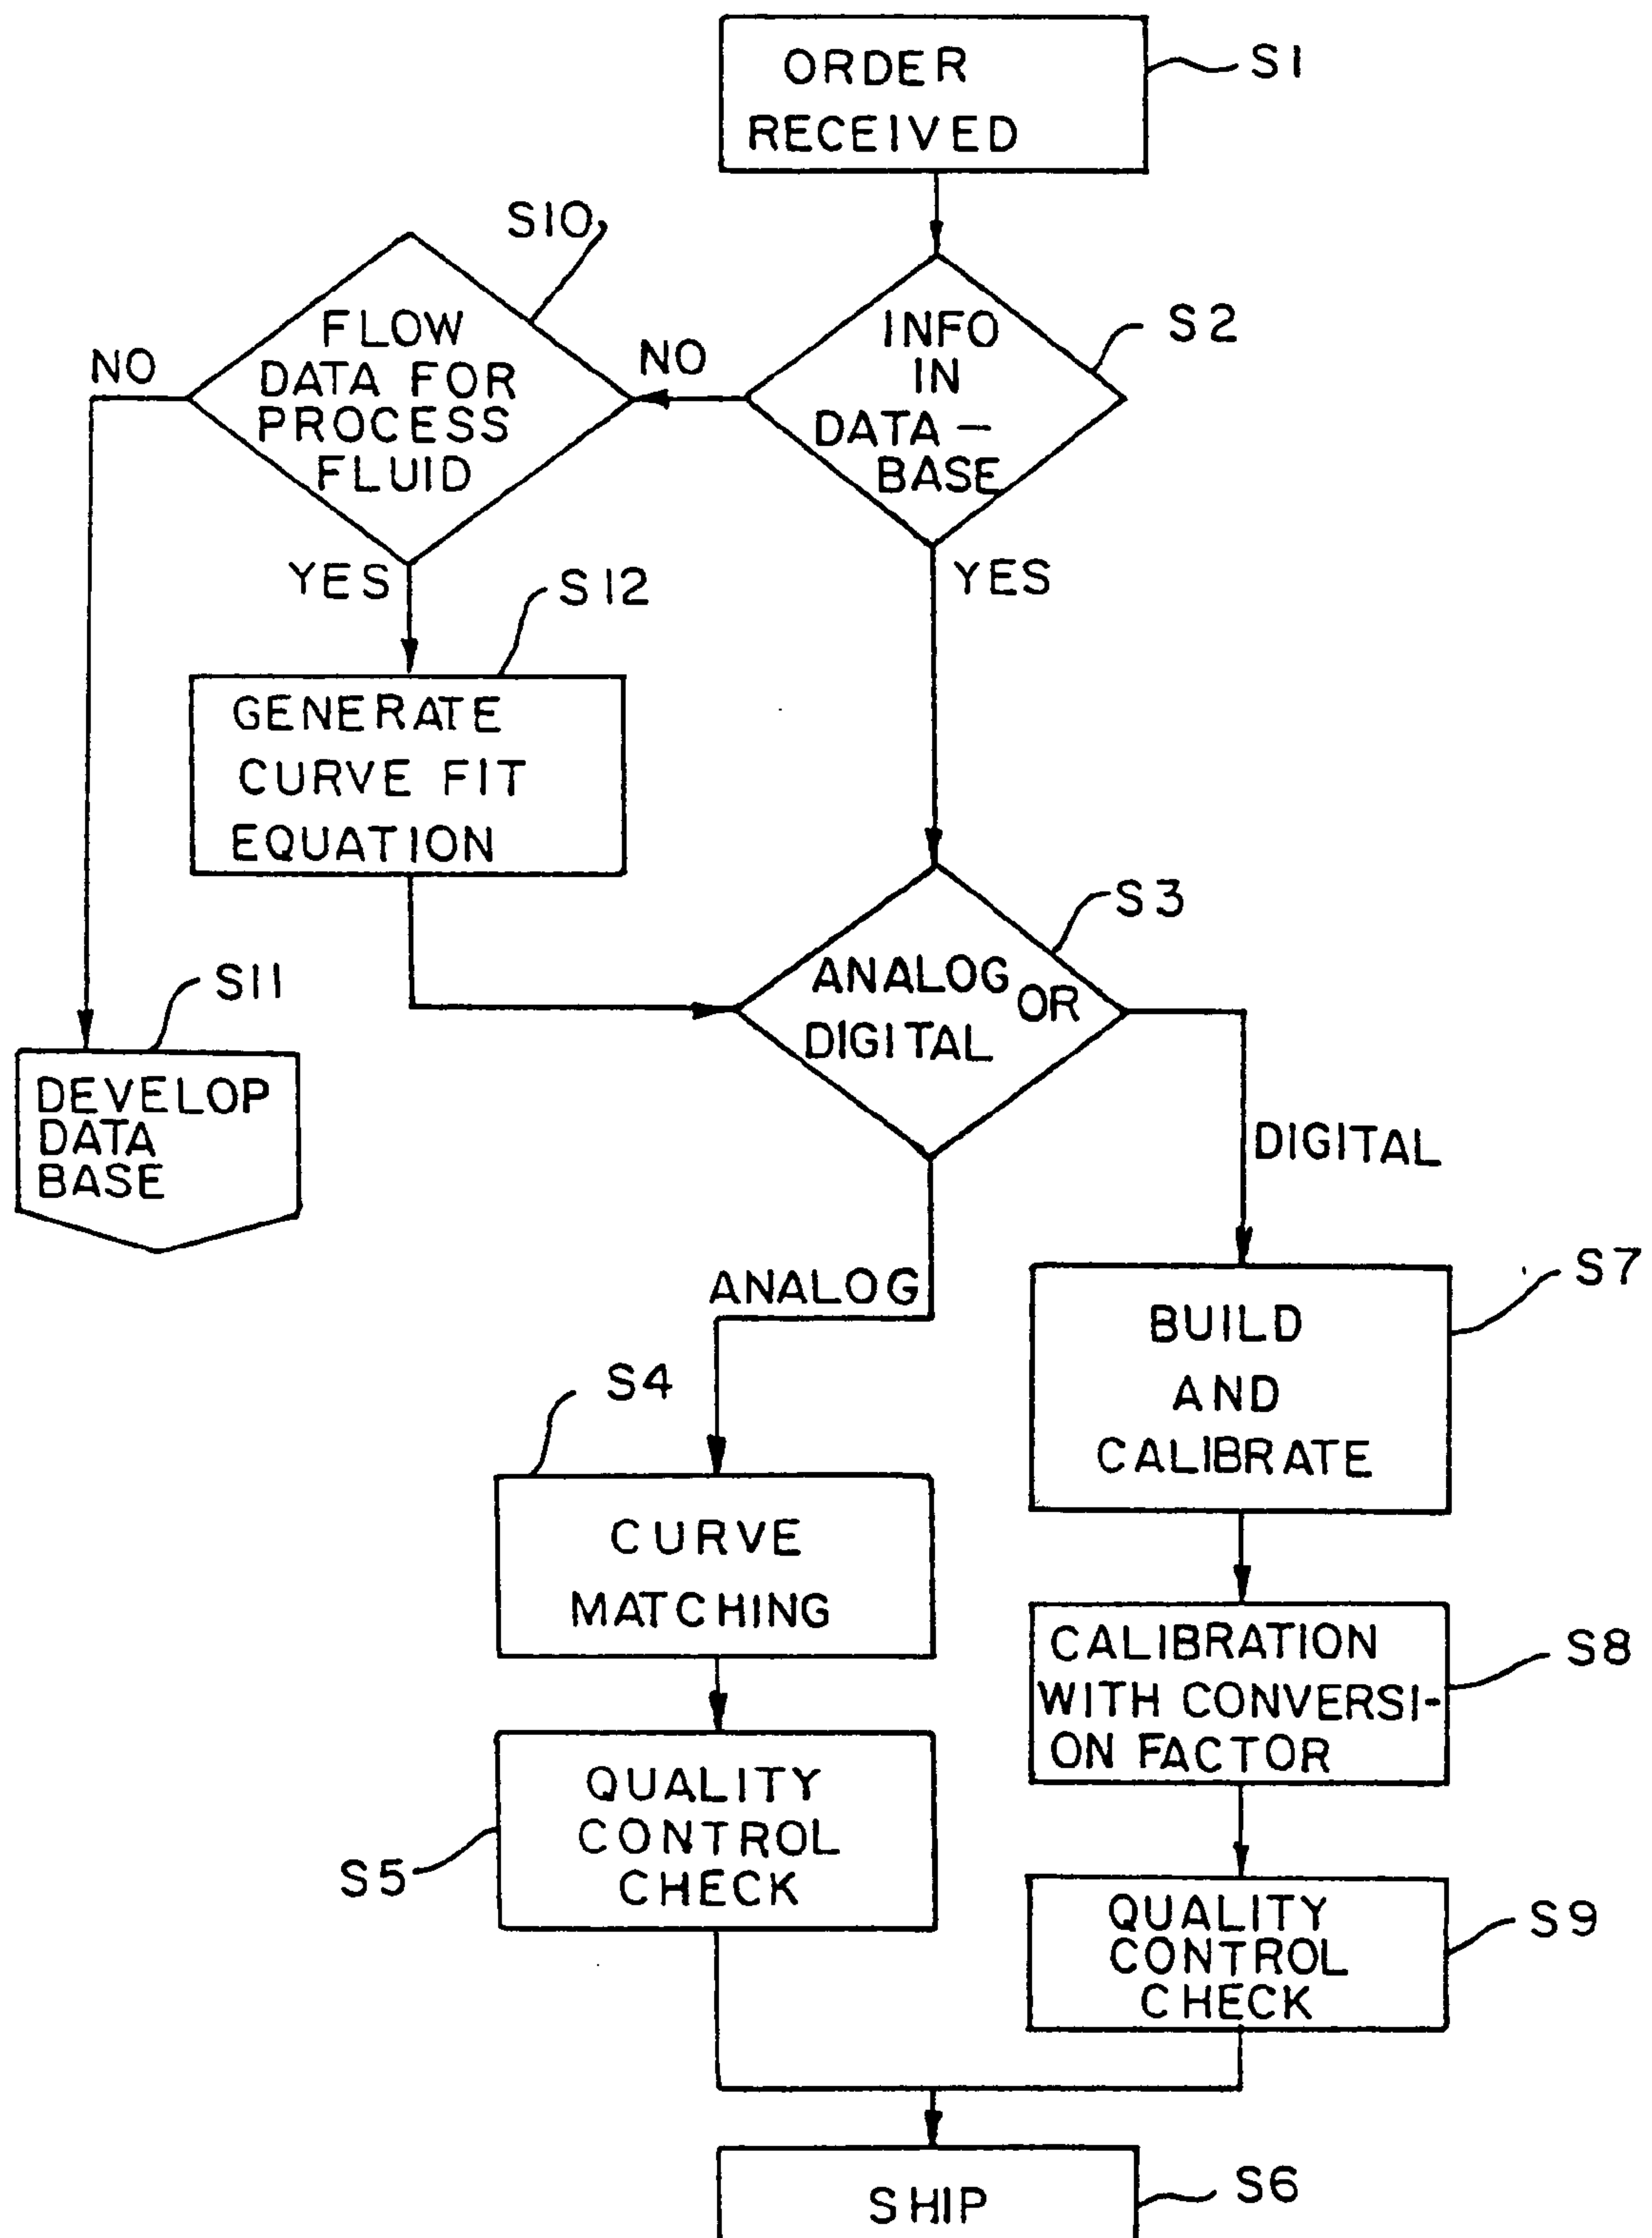 ORDER
RECEIVED
S1
S10
FLOW
DATA FOR
PROCESS
FLUID
NO
YES
NO
INFO
IN
DATA-
BASE
S2
YES
S12
GENERATE
CURVE FIT
EQUATION
S3
ANALOG OR
DIGITAL
S11
DEVELOP
DATA
BASE
DIGITAL
ANALOG
S7
BUILD
AND
CALIBRATE
S4
CURVE
MATCHING
CALIBRATION
WITH CONVERSI-
ON FACTOR
S8
QUALITY
CONTROL
CHECK
S5
QUALITY
CONTROL
CHECK
S9
SHIP
S6